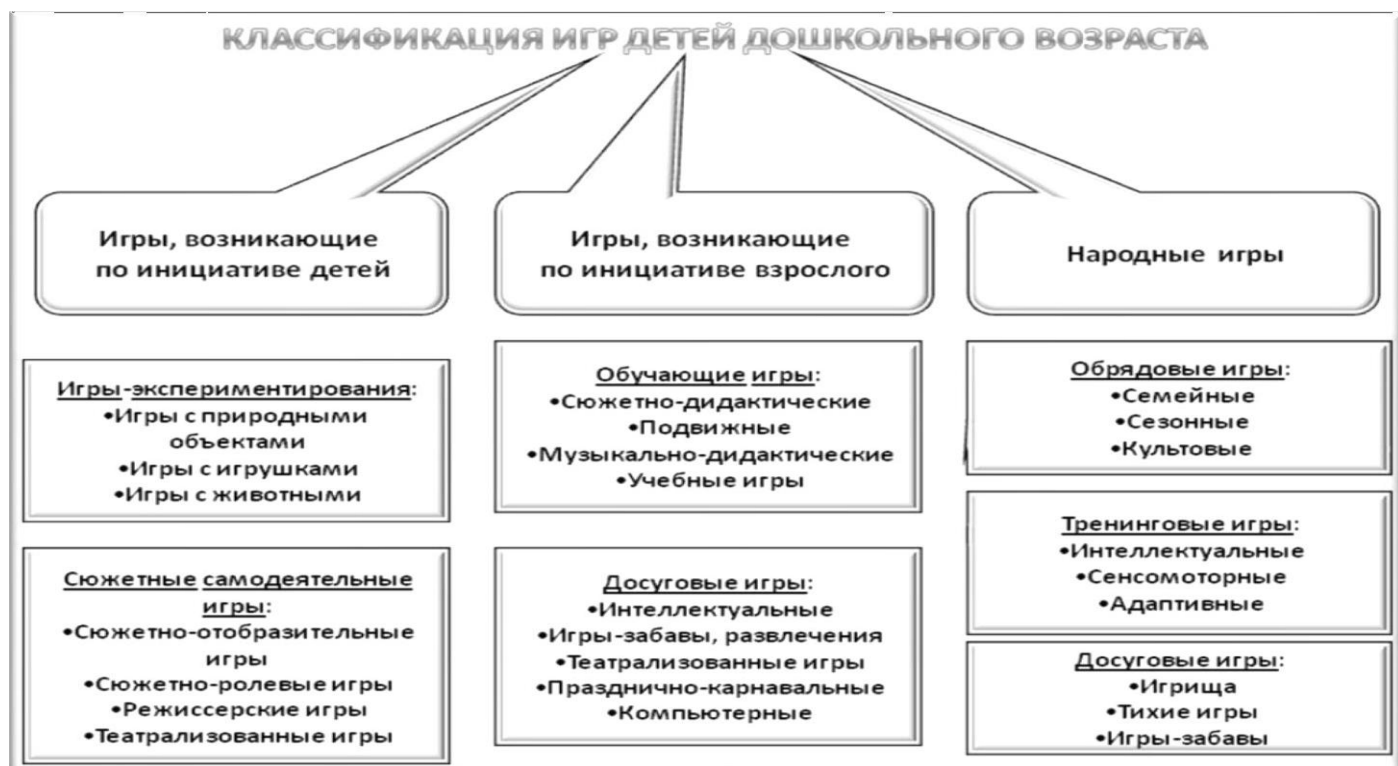 КЛАССИФИКАЦИЯ ИГР ДЕТЕЙ ДОШКОЛЬНОГО ВОЗРАСТА
Игры, возникающие
по инициативе детей
Игры-экспериментирования:
•Игры с природными
объектами
•Игры с игрушками
•Игры с животными
Сюжетные самодеятельные
игры:
•Сюжетно-отобразительные
игры
•Сюжетно-ролевые игры
•Режиссерские игры
•Театрализованные игры
Игры, возникающие
по инициативе взрослого
Обучающие игры:
•Сюжетно-дидактические
•Подвижные
•Музыкально-дидактические
•Учебные игры
Досуговые игры:
•Интеллектуальные
•Игры-забавы, развлечения
•Театрализованные игры
•Празднично-карнавальные
•Компьютерные
Народные игры
Обрядовые игры:
•Семейные
•Сезонные
•Культовые
Тренинговые игры:
•Интеллектуальные
•Сенсомоторные
•Адаптивные
Досуговые игры:
•Игрища
•Тихие игры
•Игры-забавы